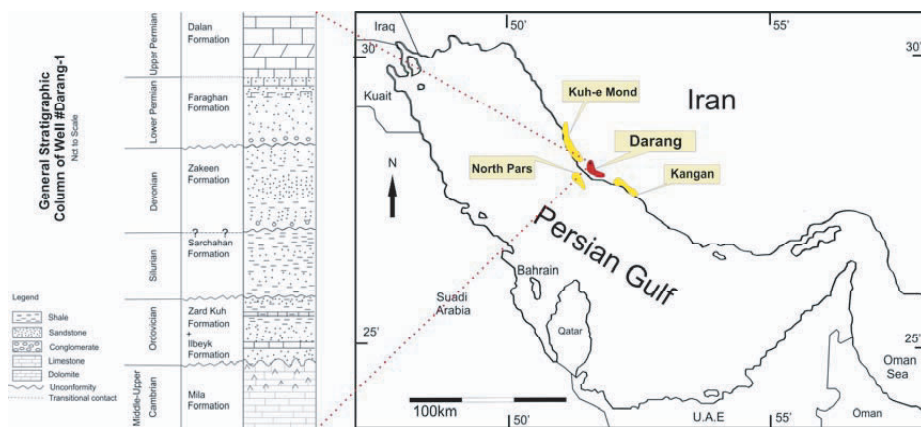 General Stratigraphic
Column of Well #Darang-1
Nct to Scale
Upper Permian
Dalan
Formation
Lower Permian
Faraghan
Formation
Devonian
Zakeen
Formation
? ?
Silurian
Sarchahan
Formation
Orcovician
Zard Kuh
Formation
+
Ilbeyk
Formation
Middle-Upper
Cambrian
Mila
Formation
Legend
Shale
Sandstone
Conglomerate
Limestone
Dolomite
Unconformity
Transitional contact
50'
55'
30'
30'
Iraq
Kuait
Iran
Kuh-e Mond
Darang
North Pars
Kangan
N
Persian Gulf
Bahrain
Suadi
Arabia
Qatar
25'
25'
Oman
Sea
100km
50'
U.A.E
55'
Oman